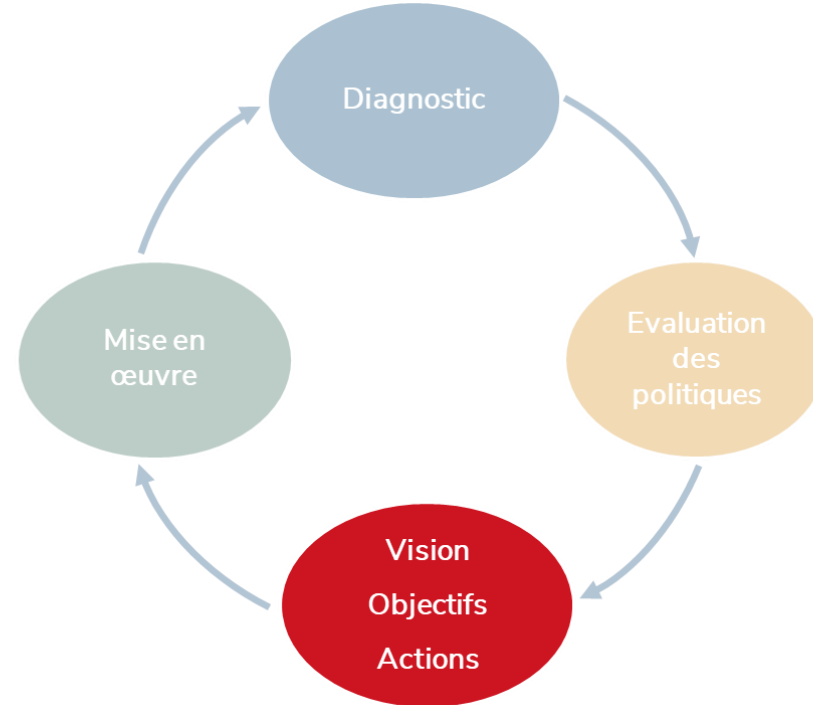 Diagnostic
Evaluation
des
politiques
Vision
Objectifs
Actions
Mise en
œuvre